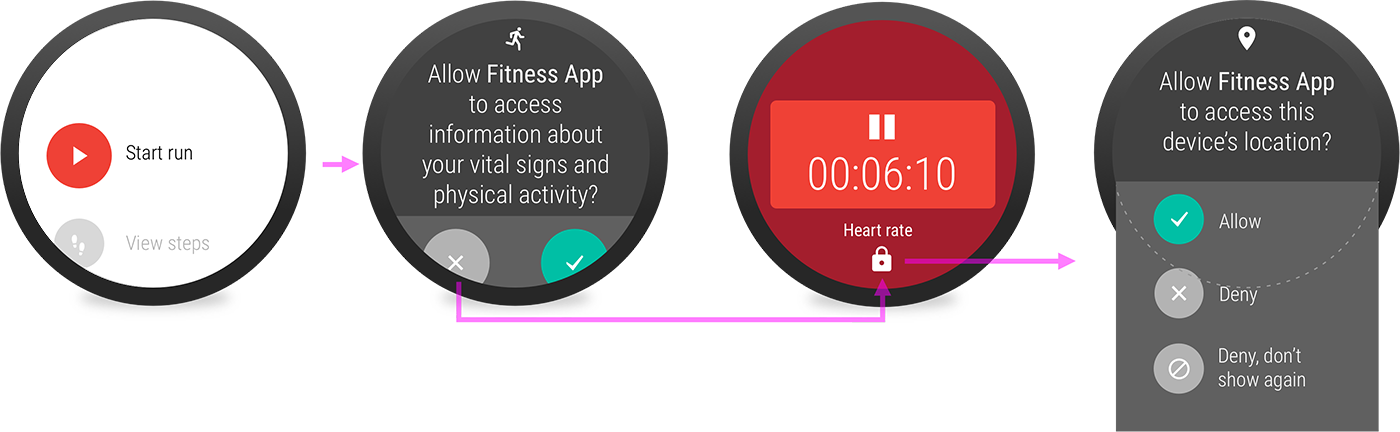 Start run
View steps
Allow Fitness App
to access
information about
your vital signs and
physical activity?
00:06:10
Heart rate
Allow Fitness App
to access this
device’s location?
Allow
Deny
Deny, don’t
show again